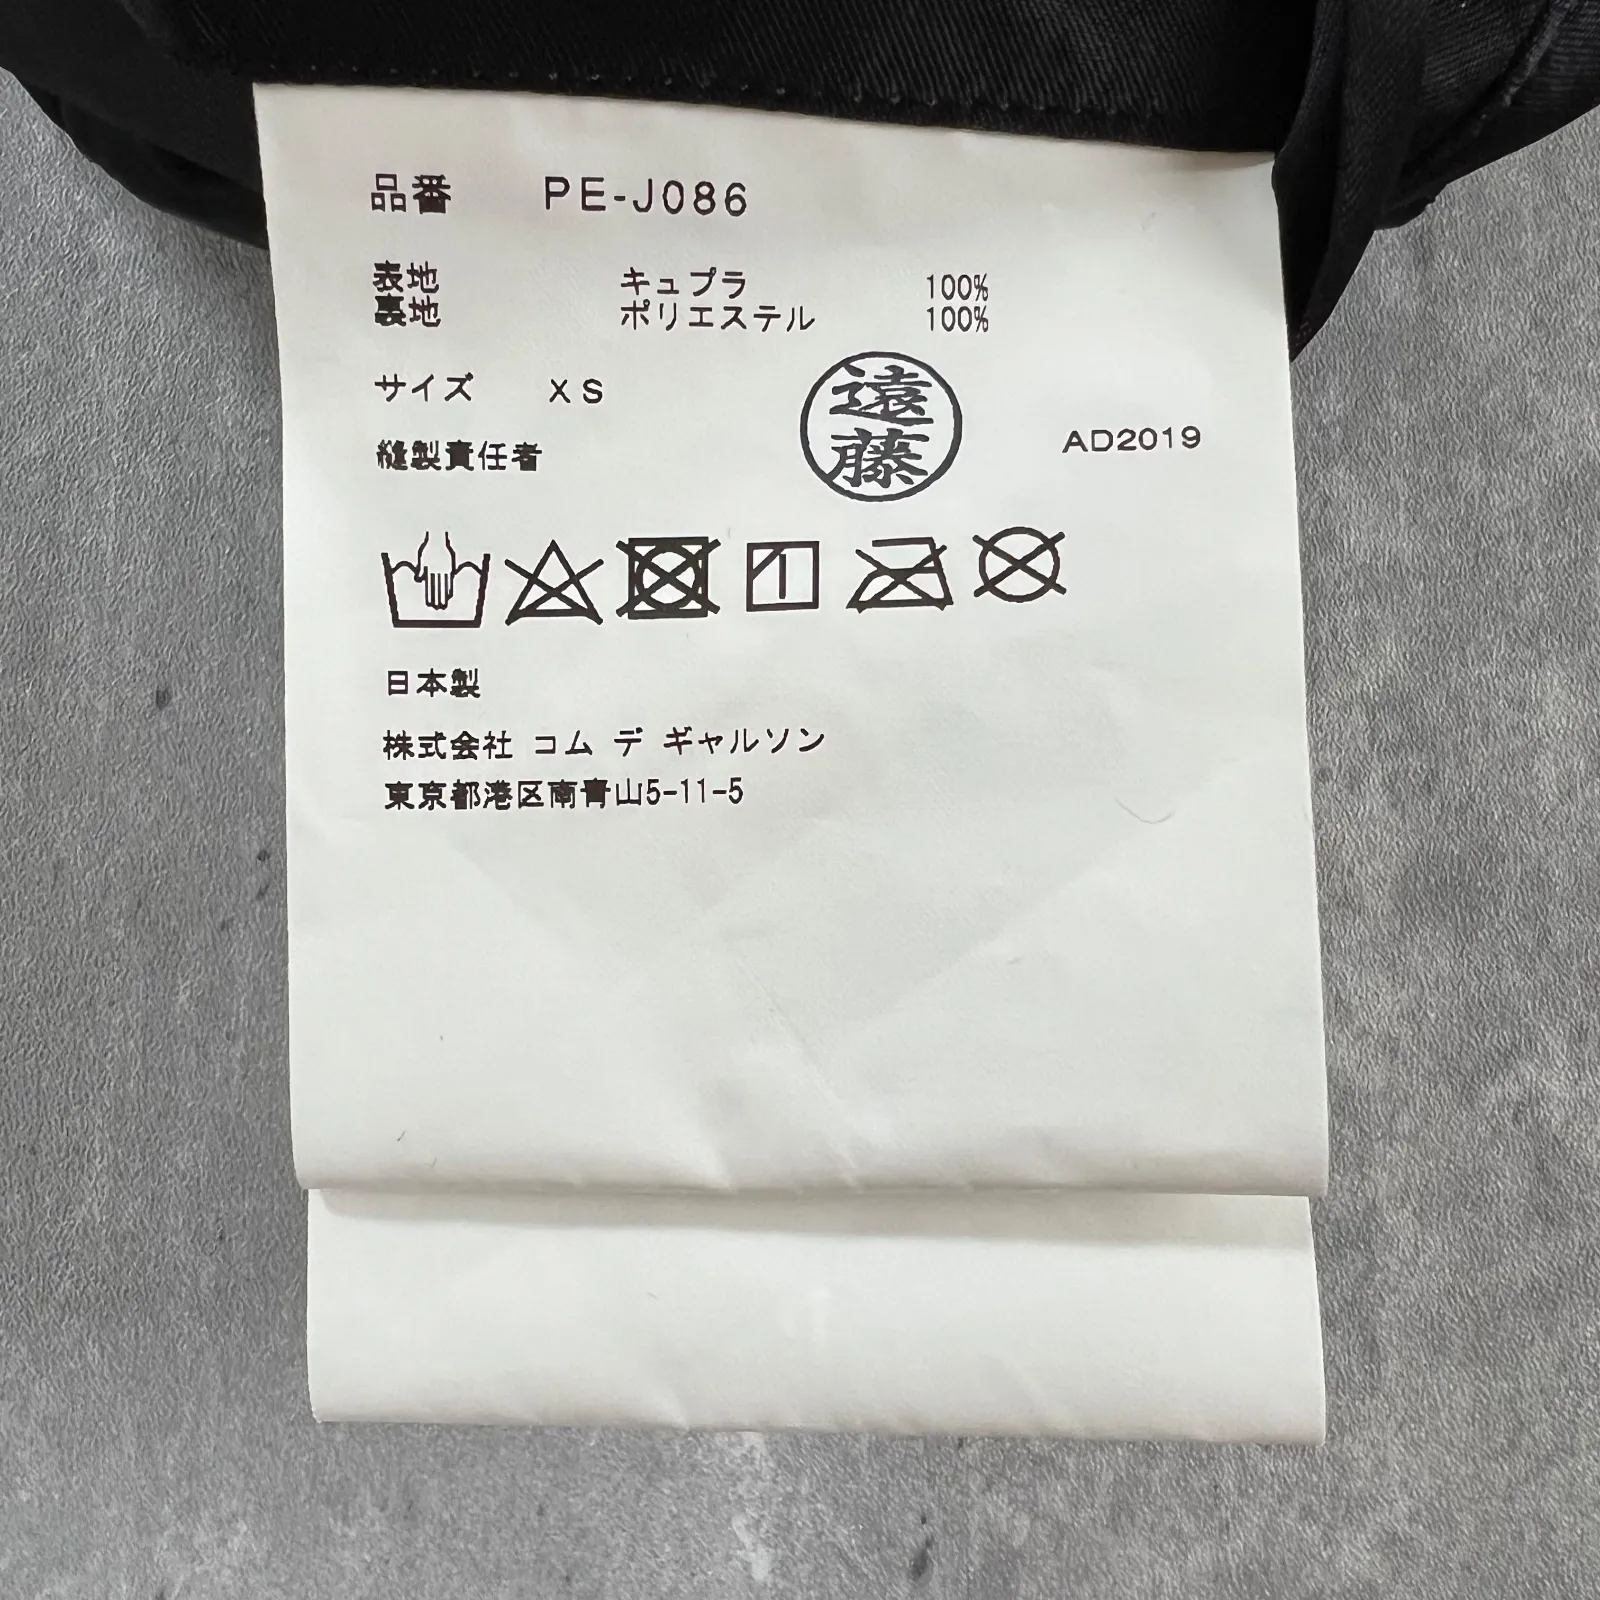 品番 PE-J086
表地 キュプラ 100%
裏地 ポリエステル 100%
サイズ XS
縫製責任者 遠藤 AD2019
日本製
株式会社 コム デ ギャルソン
東京都港区南青山5-11-5